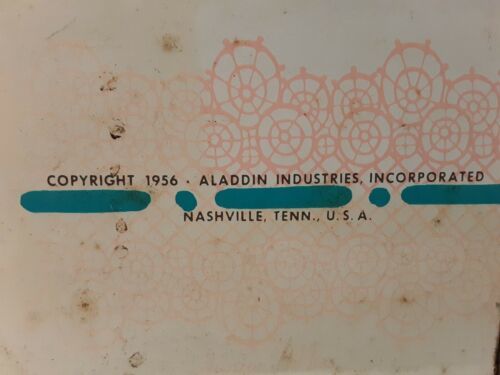 COPYRIGHT 1956 · ALADDIN INDUSTRIES, INCORPORATED
NASHVILLE, TENN., U.S.A.